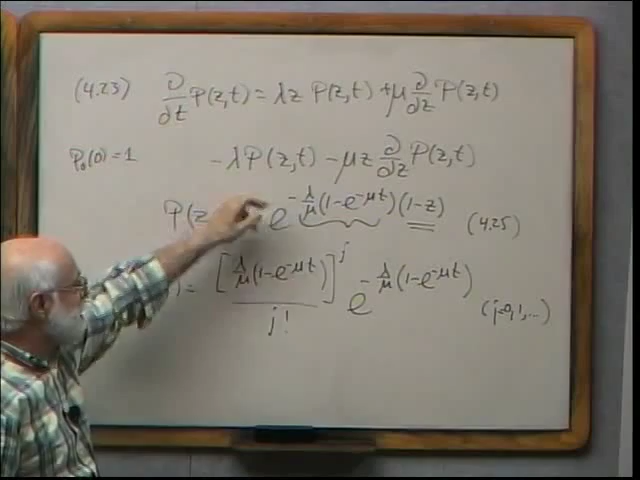 (4.23) ∂/∂t P(z,t) = λz P(z,t) + μ ∂/∂z P(z,t)
P₀(0)=1 − λP(z,t) − μz ∂/∂z P(z,t)
P(z e^{−λ/μ(1−e^{−μt})(1−z)} (4.25)
) = [λ/μ(1−e^{−μt})]^j / j! e^{−λ/μ(1−e^{−μt})} (j=0,1,...)